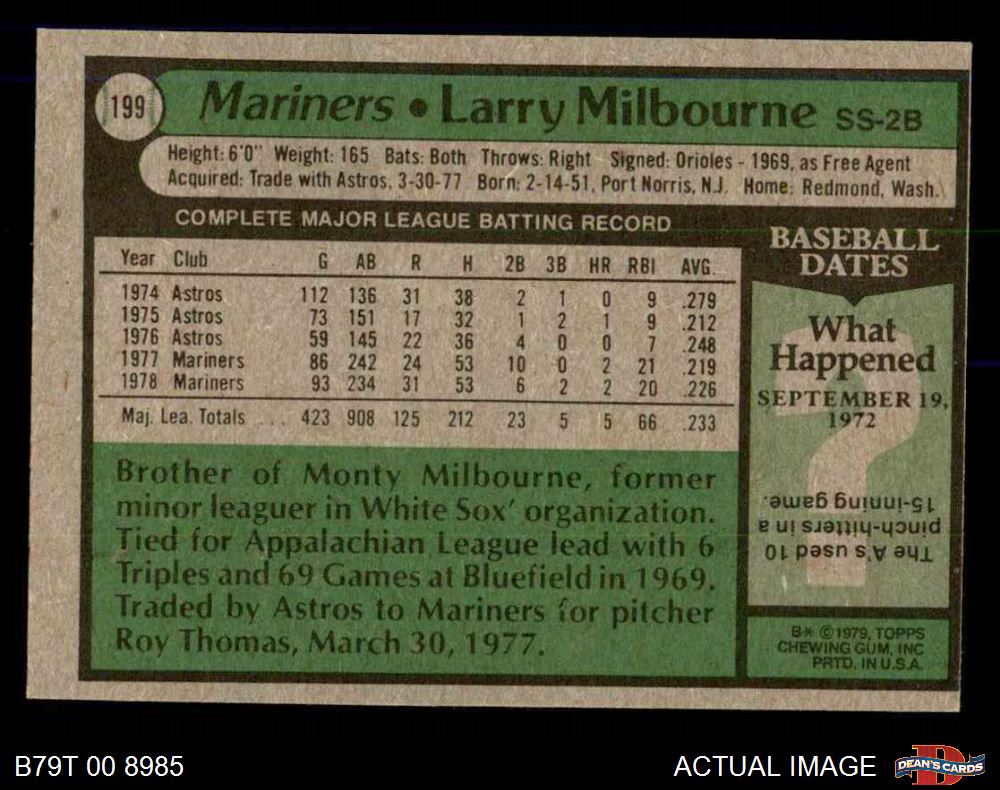 199
Mariners • Larry Milbourne SS-2B
Height: 6'0" Weight: 165 Bats: Both Throws: Right Signed: Orioles - 1969, as Free Agent
Acquired: Trade with Astros, 3-30-77 Born: 2-14-51, Port Norris, N.J. Home: Redmond, Wash.
COMPLETE MAJOR LEAGUE BATTING RECORD
Year Club G AB R H 2B 3B HR RBI AVG.
1974 Astros 112 136 31 38 2 1 0 9 .279
1975 Astros 73 151 17 32 1 2 1 9 .212
1976 Astros 59 145 22 36 4 0 0 7 .248
1977 Mariners 86 242 24 53 10 0 2 21 .219
1978 Mariners 93 234 31 53 6 2 2 20 .226
Maj. Lea. Totals ... 423 908 125 212 23 5 5 66 .233
Brother of Monty Milbourne, former
minor leaguer in White Sox' organization.
Tied for Appalachian League lead with 6
Triples and 69 Games at Bluefield in 1969.
Traded by Astros to Mariners for pitcher
Roy Thomas, March 30, 1977.
BASEBALL
DATES
What
Happened
SEPTEMBER 19,
1972
?
The A's used 10
pinch-hitters in a
15-inning game.
B* ©1979, TOPPS
CHEWING GUM, INC
PRTD. IN U.S.A.
B79T 00 8985
ACTUAL IMAGE
DEAN'S CARDS